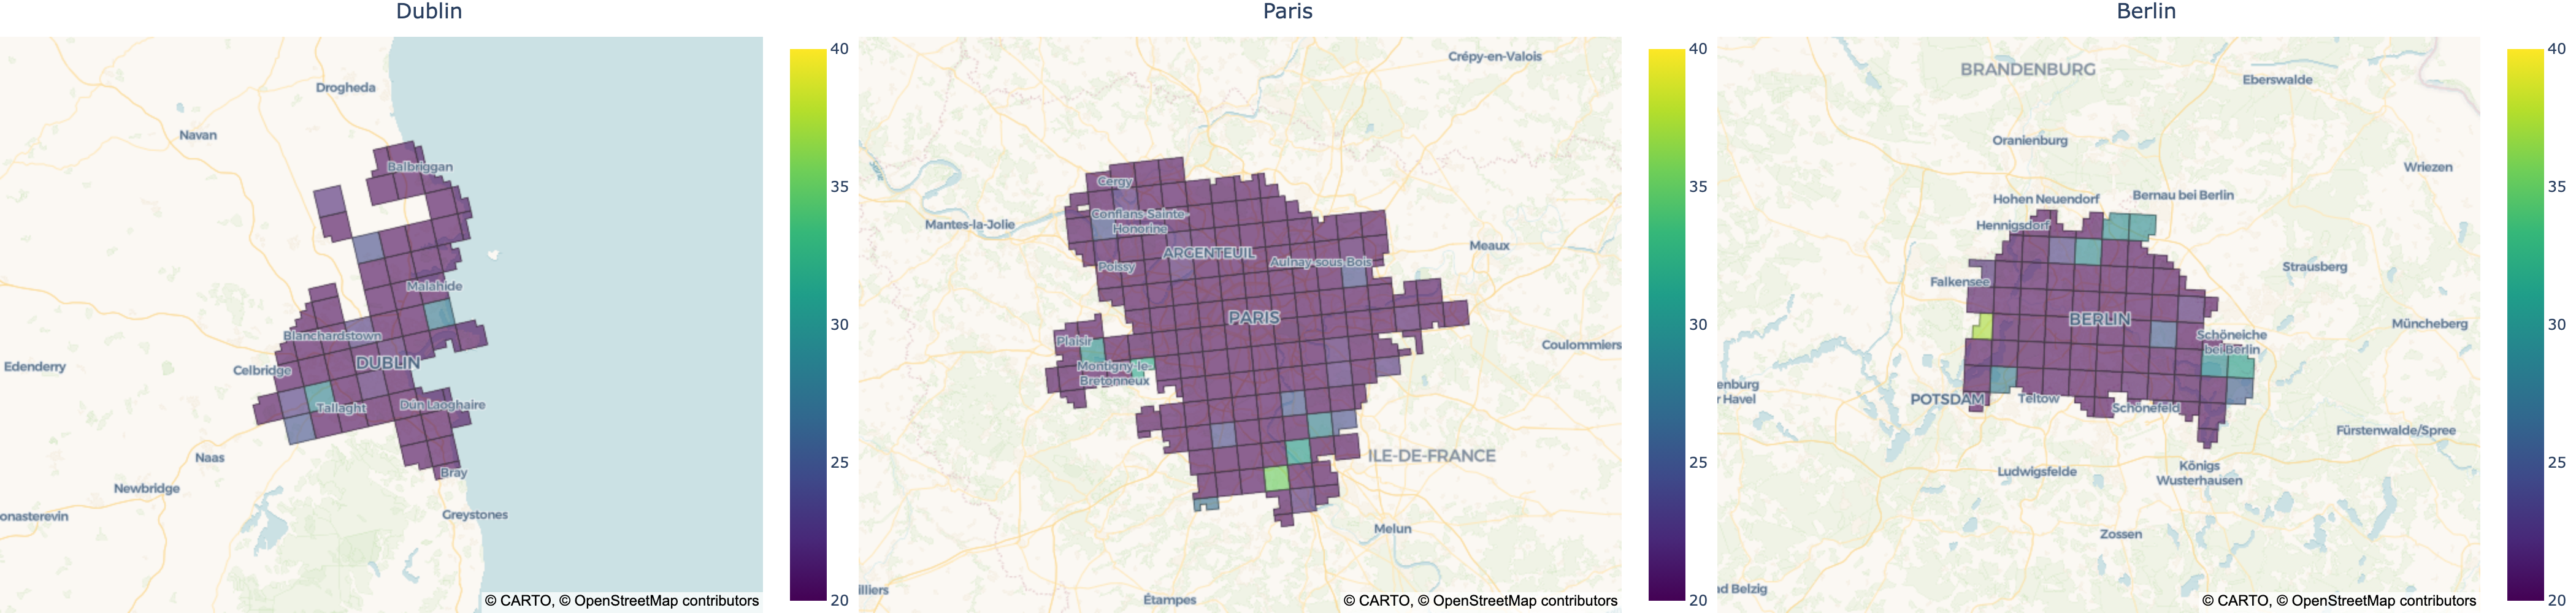 Dublin
Drogheda
Navan
Balbriggan
Malahide
Blanchardstown
DUBLIN
Edenderry
Celbridge
Tallaght
Dún Laoghaire
Naas
Bray
Newbridge
onasterevin
Greystones
© CARTO, © OpenStreetMap contributors
40
35
30
25
20
Paris
Crépy-en-Valois
Cergy
Mantes-la-Jolie
Conflans-Sainte-
Honorine
Meaux
ARGENTEUIL
Poissy
Aulnay-sous-Bois
PARIS
Plaisir
Coulommiers
Montigny-le-
Bretonneux
ILE-DE-FRANCE
Melun
illiers
Étampes
© CARTO, © OpenStreetMap contributors
40
35
30
25
20
Berlin
BRANDENBURG
Eberswalde
Oranienburg
Wriezen
Hohen Neuendorf
Bernau bei Berlin
Hennigsdorf
Strausberg
Falkensee
BERLIN
Müncheberg
Schöneiche
bei Berlin
enburg
r Havel
POTSDAM
Teltow
Schönefeld
Fürstenwalde/Spree
Ludwigsfelde
Königs
Wusterhausen
Zossen
ad Belzig
© CARTO, © OpenStreetMap contributors
40
35
30
25
20